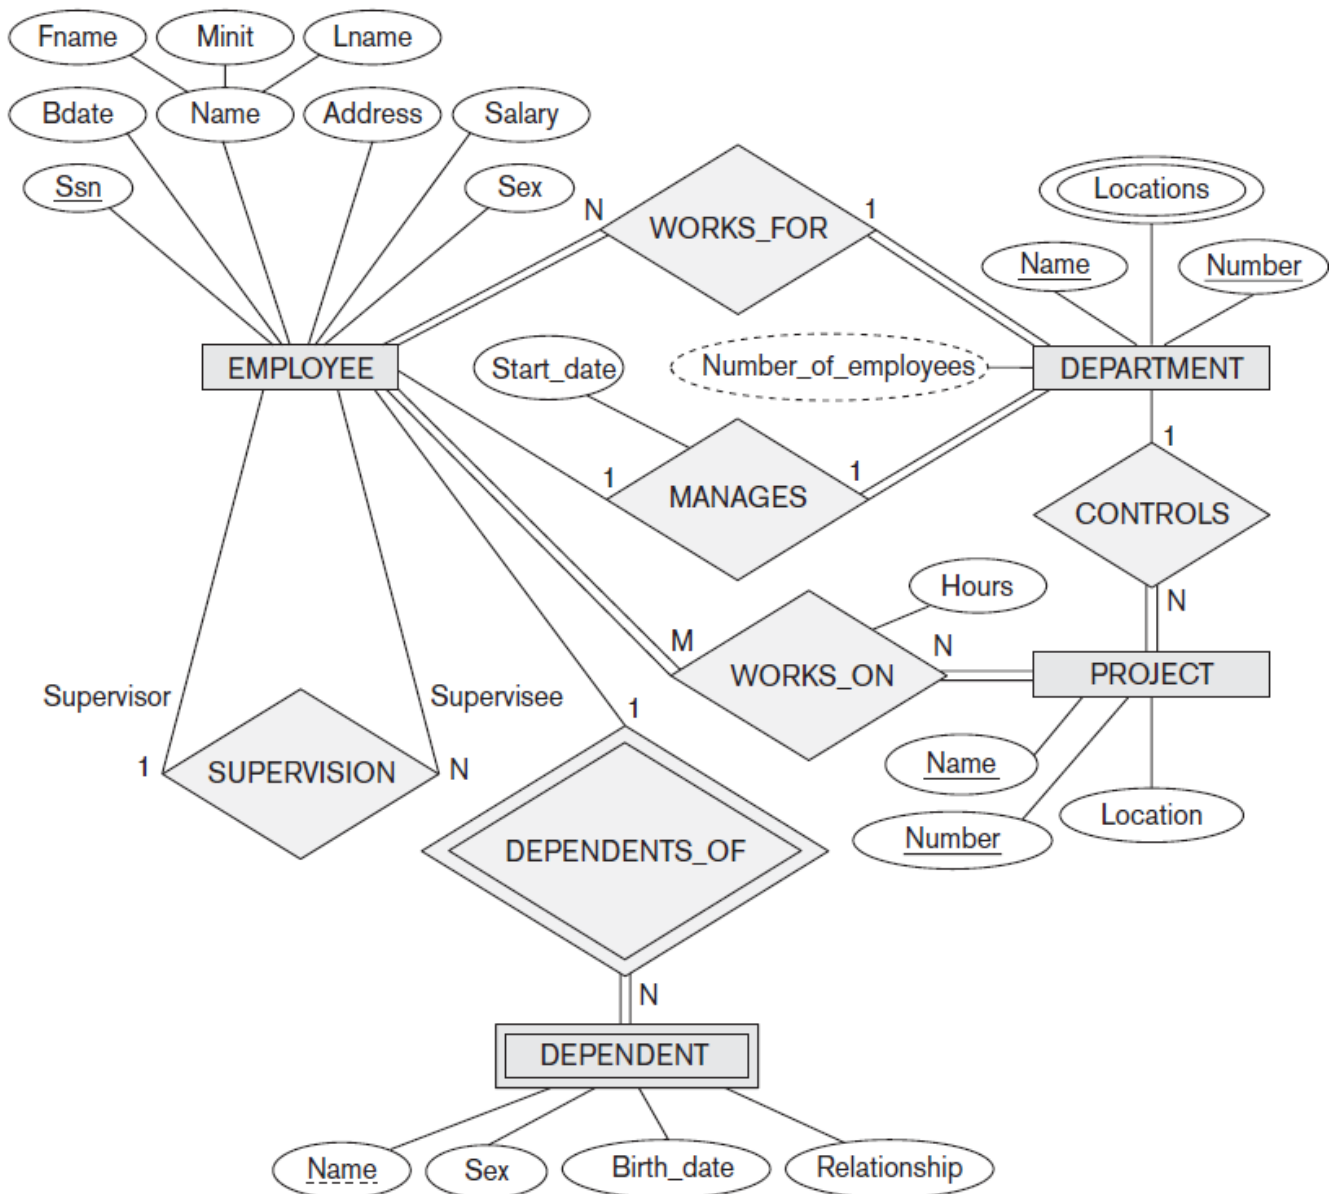 Fname
Minit
Lname
Bdate
Name
Address
Salary
Ssn
Sex
Locations
Name
Number
N
WORKS_FOR
1
EMPLOYEE
Start_date
Number_of_employees
DEPARTMENT
1
MANAGES
1
1
CONTROLS
N
Hours
M
WORKS_ON
N
PROJECT
Supervisor
Supervisee
1
1
SUPERVISION
N
Name
Number
Location
DEPENDENTS_OF
N
DEPENDENT
Name
Sex
Birth_date
Relationship